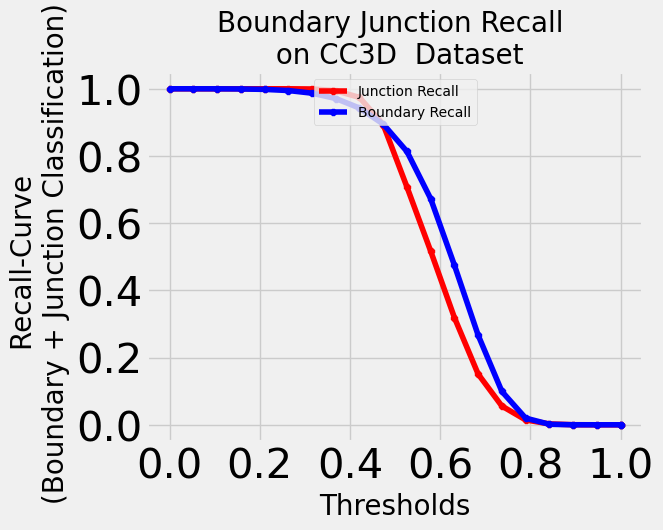 Boundary Junction Recall
on CC3D  Dataset
Recall-Curve
(Boundary + Junction Classification)
1.0
0.8
0.6
0.4
0.2
0.0
Junction Recall
Boundary Recall
0.0 0.2 0.4 0.6 0.8 1.0
Thresholds